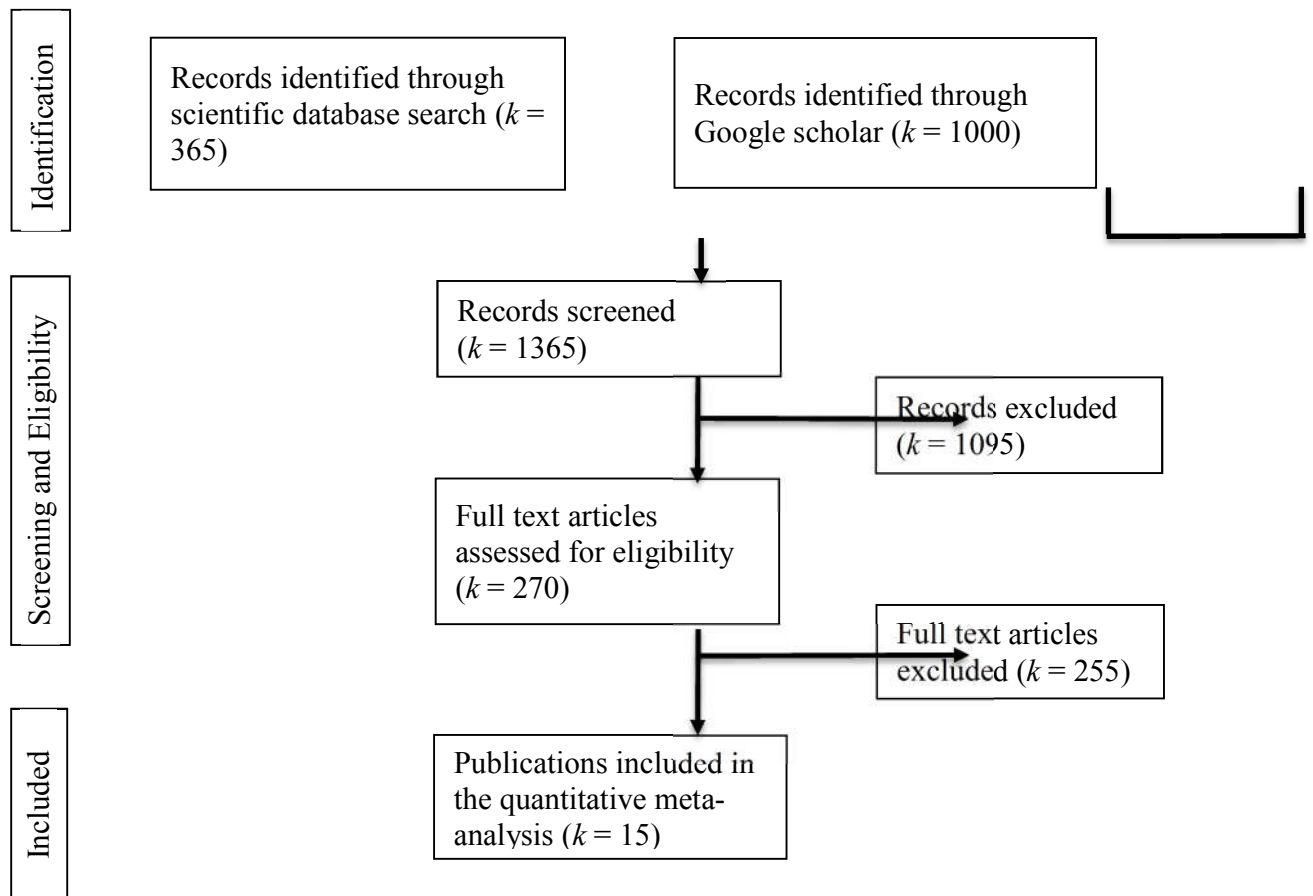 Identification
Records identified through
scientific database search (k =
365)
Records identified through
Google scholar (k = 1000)
Screening and Eligibility
Records screened
(k = 1365)
Records excluded
(k = 1095)
Full text articles
assessed for eligibility
(k = 270)
Full text articles
excluded (k = 255)
Included
Publications included in
the quantitative meta-
analysis (k = 15)